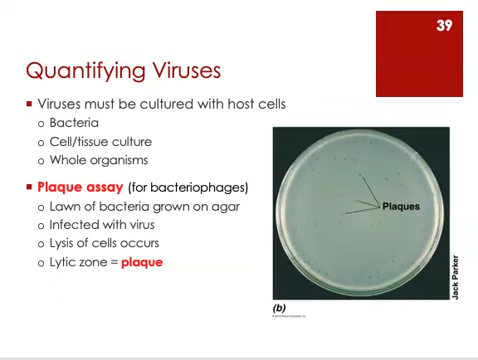 39
Quantifying Viruses
Viruses must be cultured with host cells
Bacteria
Cell/tissue culture
Whole organisms
Plaque assay (for bacteriophages)
Lawn of bacteria grown on agar
Infected with virus
Lysis of cells occurs
Lytic zone = plaque
Plaques
Jack Parker
(b)